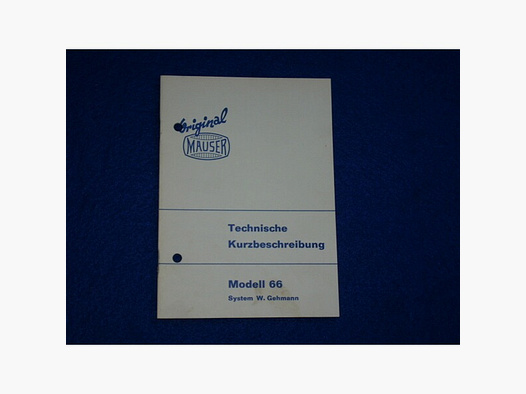 Original
MAUSER
Technische
Kurzbeschreibung
Modell 66
System W. Gehmann